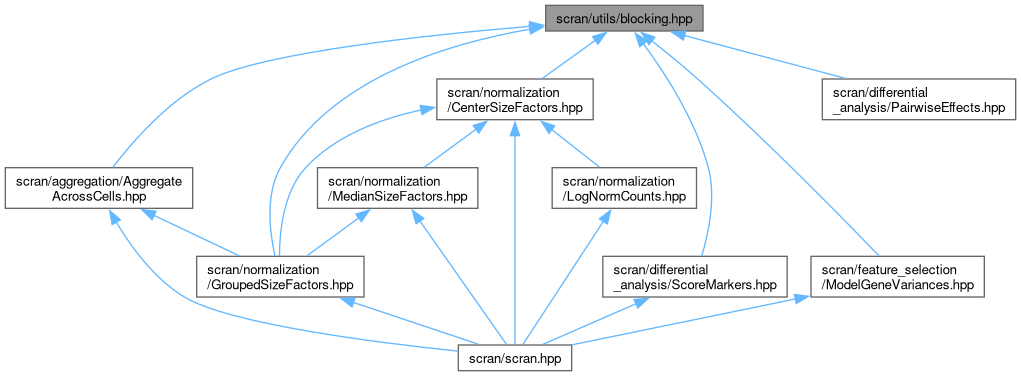 scran/utils/blocking.hpp
scran/normalization
/CenterSizeFactors.hpp
scran/differential
_analysis/PairwiseEffects.hpp
scran/aggregation/Aggregate
AcrossCells.hpp
scran/normalization
/MedianSizeFactors.hpp
scran/normalization
/LogNormCounts.hpp
scran/normalization
/GroupedSizeFactors.hpp
scran/differential
_analysis/ScoreMarkers.hpp
scran/feature_selection
/ModelGeneVariances.hpp
scran/scran.hpp